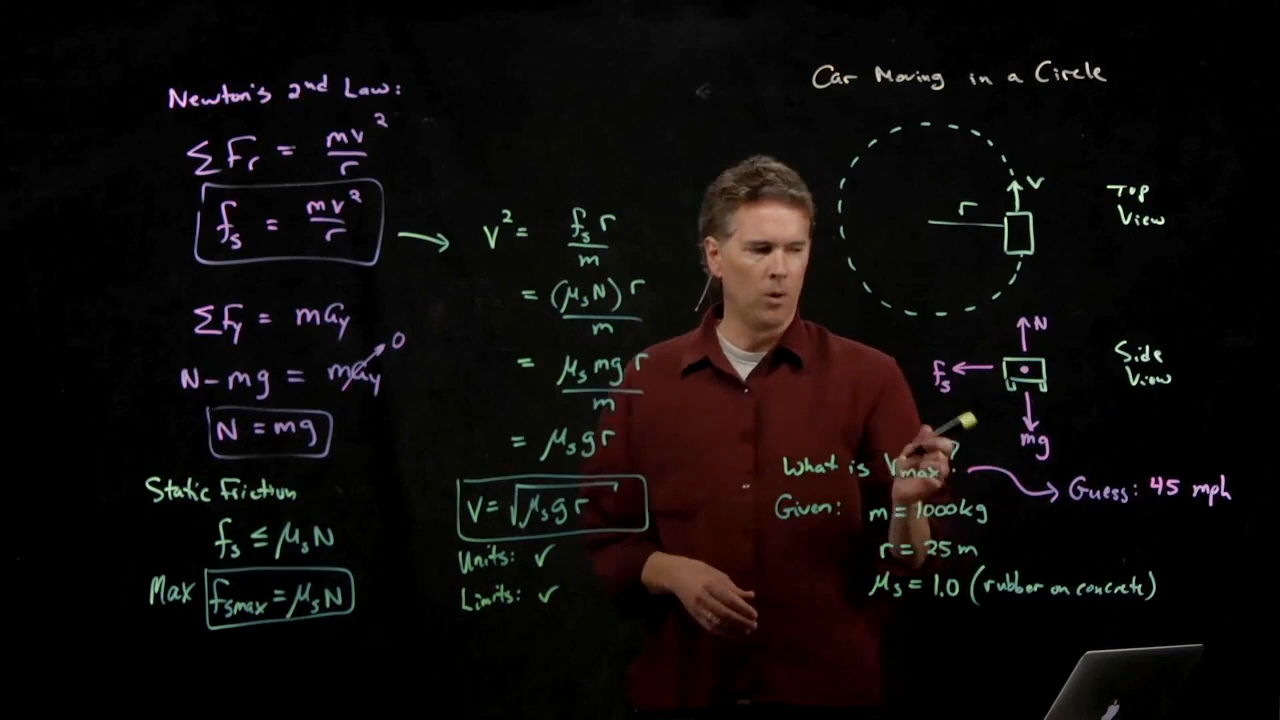 Newton's 2nd Law:
ΣFr = mv²/r
fs = mv²/r
ΣFy = may
N-mg = may → 0
N = mg
Static Friction
fs ≤ μsN
Max fsmax = μsN
v² = fs r/m
= (μsN) r/m
= μs mg r/m
= μs g r
V = √μs g r
Units: ✓
Limits: ✓
Car Moving in a Circle
V
r
Top
View
N
fs
mg
Side
View
What is Vmax?
Guess: 45 mph
Given: m = 1000kg
r = 25 m
μs = 1.0 (rubber on concrete)